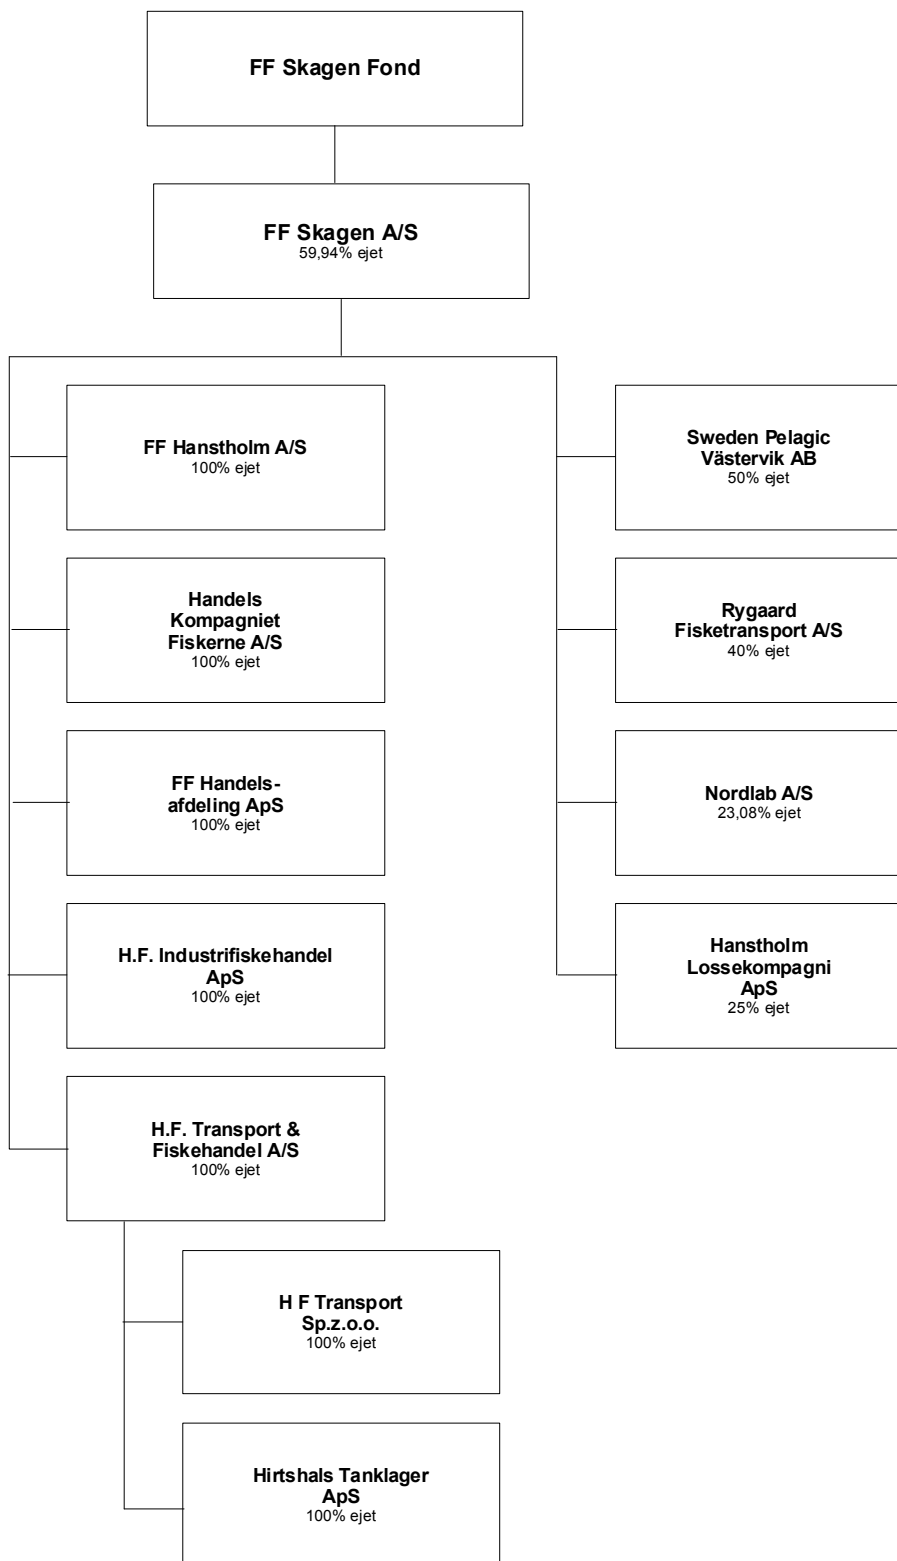 FF Skagen Fond
FF Skagen A/S
59,94% ejet
FF Hanstholm A/S
100% ejet
Handels
Kompagniet
Fiskerne A/S
100% ejet
FF Handels-
afdeling ApS
100% ejet
H.F. Industrifiskehandel
ApS
100% ejet
H.F. Transport &
Fiskehandel A/S
100% ejet
H F Transport
Sp.z.o.o.
100% ejet
Hirtshals Tanklager
ApS
100% ejet
Sweden Pelagic
Västervik AB
50% ejet
Rygaard
Fisketransport A/S
40% ejet
Nordlab A/S
23,08% ejet
Hanstholm
Lossekompagni
ApS
25% ejet